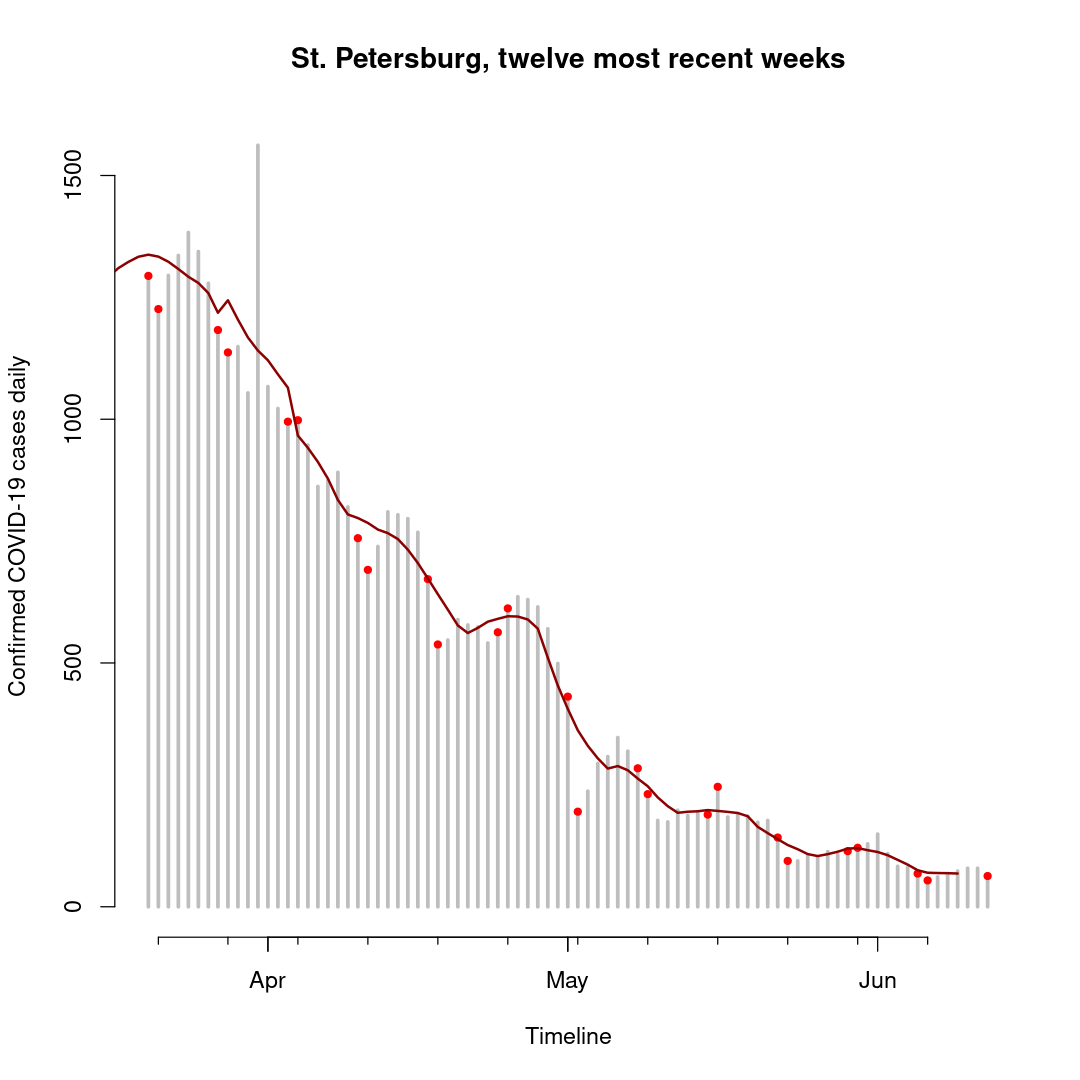 St. Petersburg, twelve most recent weeks
Confirmed COVID-19 cases daily
1500
1000
500
0
Apr May Jun
Timeline